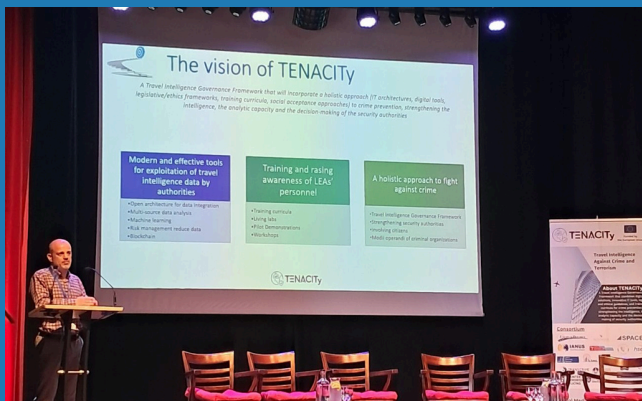 The vision of TENACITy
A Travel Intelligence Governance Framework that will incorporate a holistic approach (IT architectures, digital tools,
legislative/ethics frameworks, training curricula, social acceptance approaches) to crime prevention, strengthening the
intelligence, the analytic capacity and the decision-making of the security authorities
Modern and effective tools
for exploitation of travel
intelligence data by
authorities
•Open architecture for data integration
•Multi-source data analysis
•Machine learning
•Risk management reduce data
•Blockchain
Training and rasing
awareness of LEAs'
personnel
•Training curricula
•Living labs
•Pilot Demonstrations
•Workshops
A holistic approach to fight
against crime
•Travel Intelligence Governance Framework
•Strengthening security authorities
•Involving citizens
•Modi operandi of criminal organizations
TENACITy
TENACITy
Travel Intelligence
Against Crime and
Terrorism
About TENACITy
Consortium
SPACE
IANUS